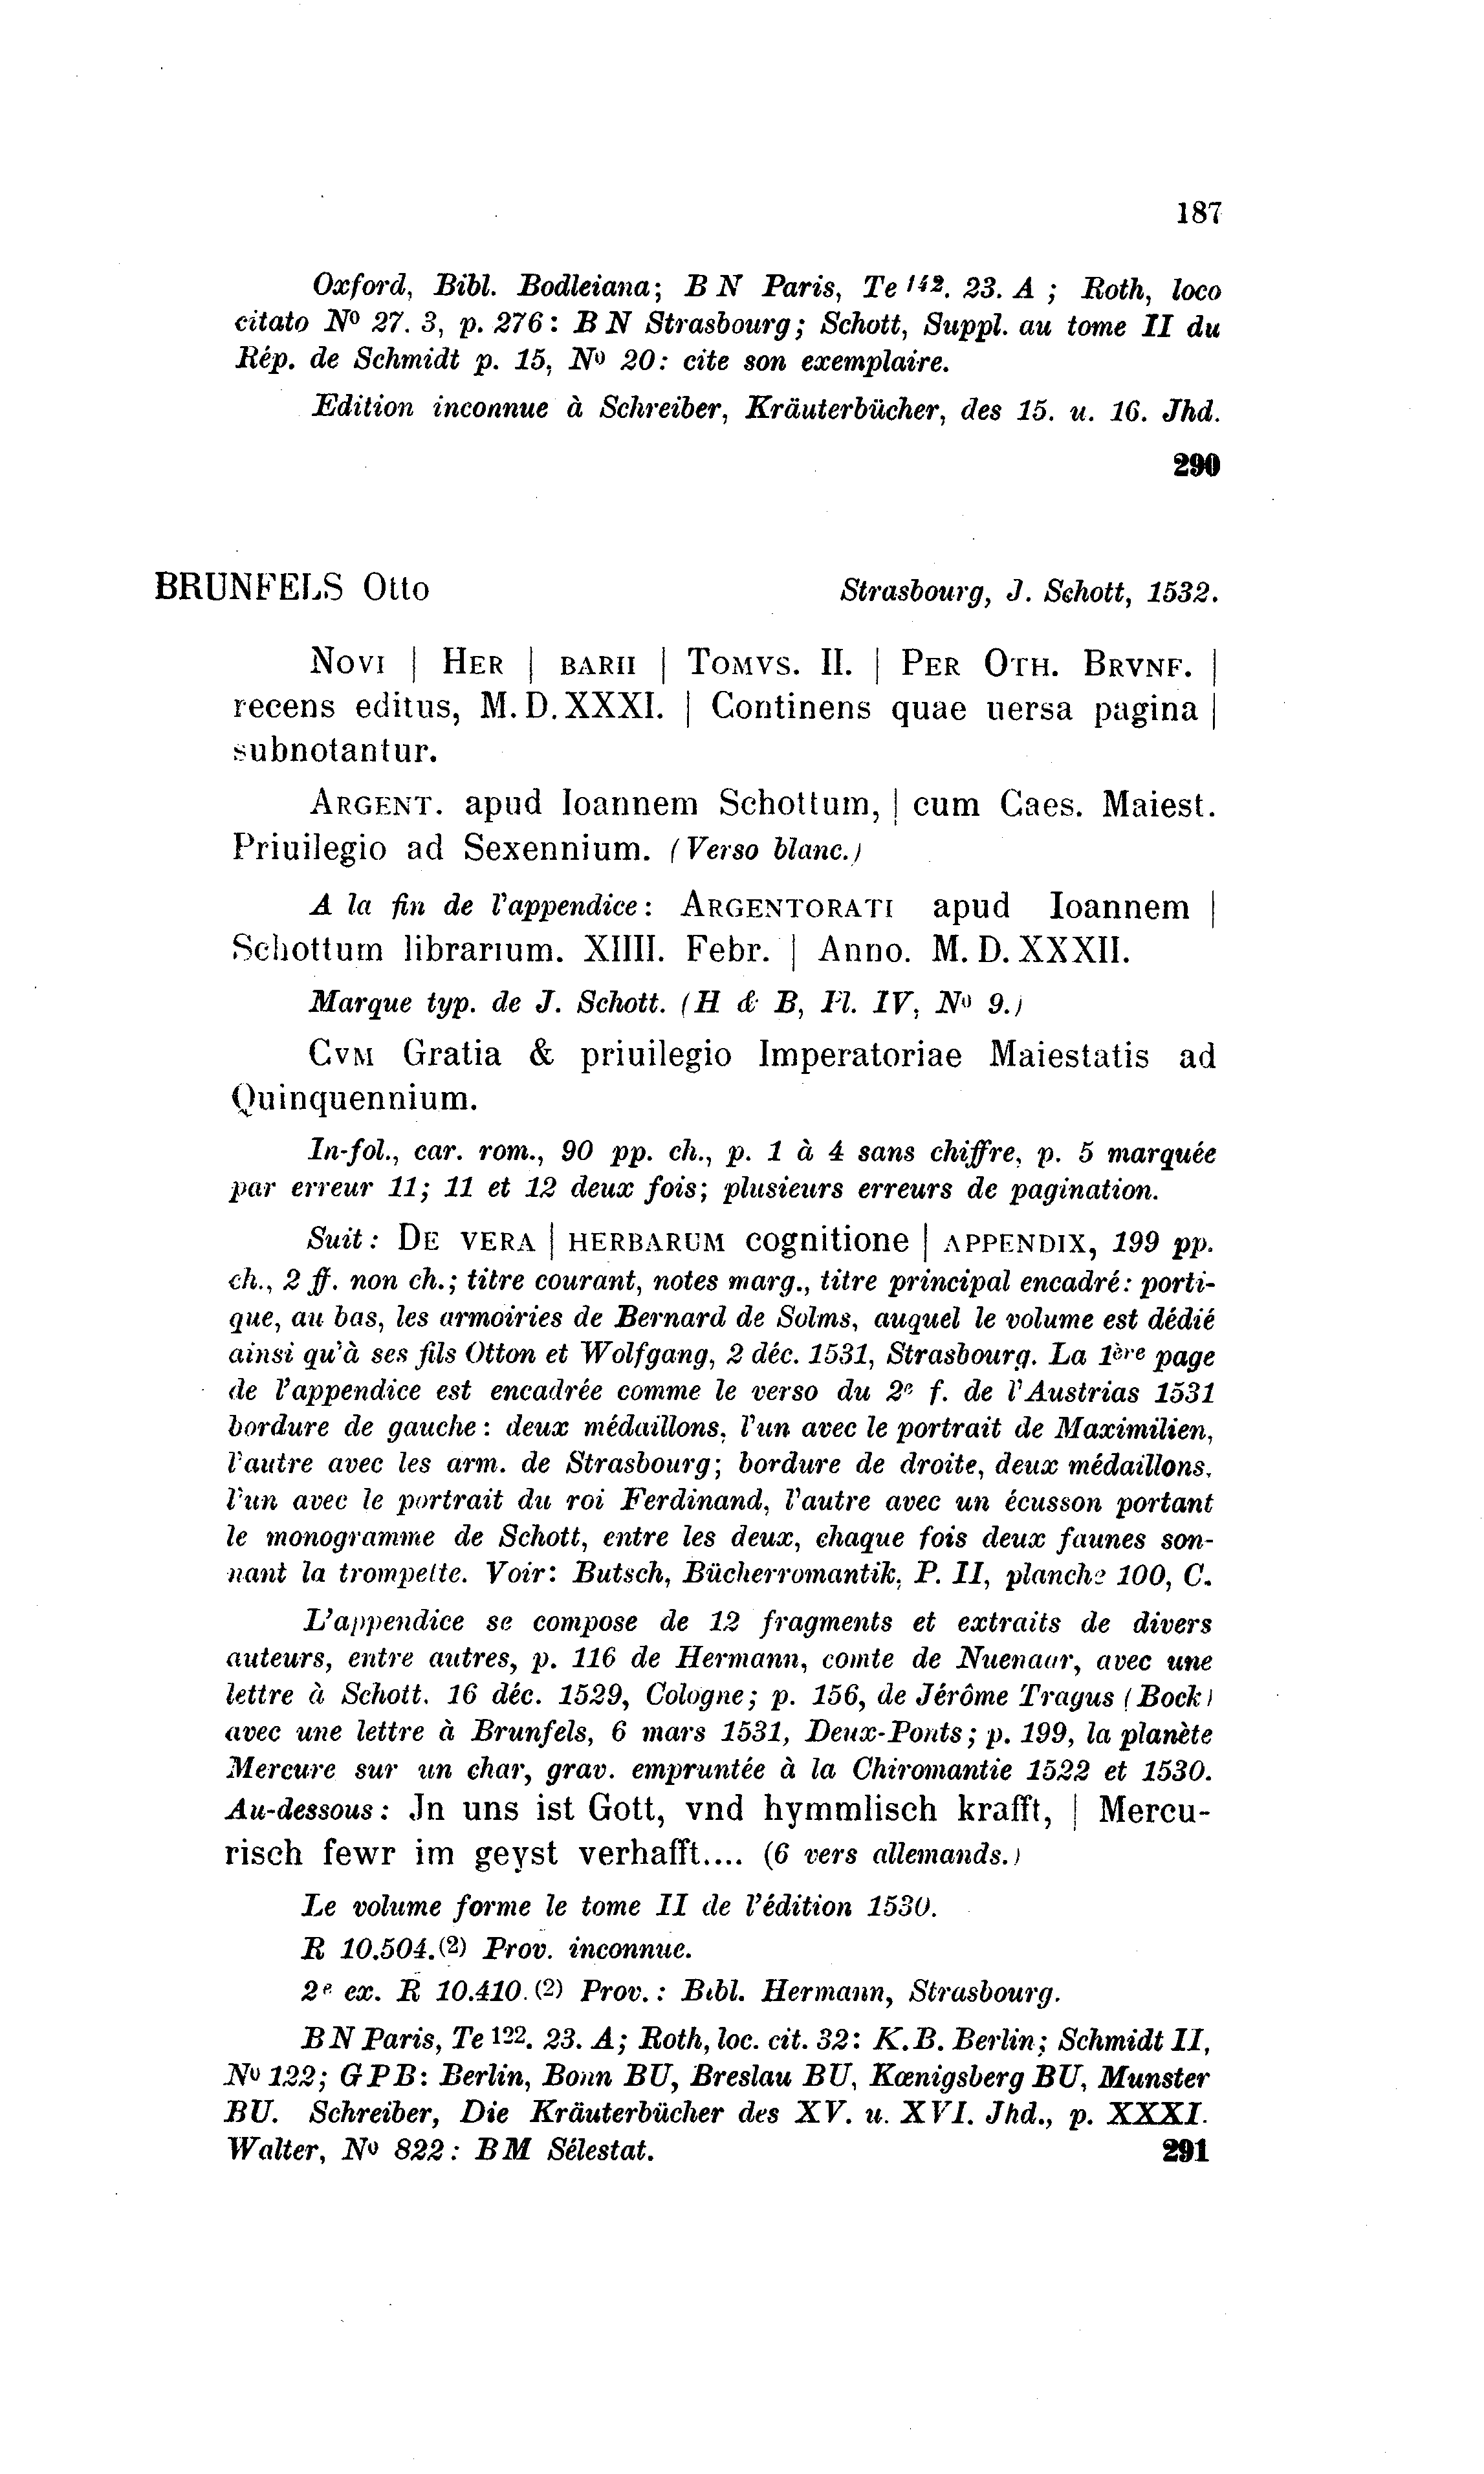 187
Oxford, Bibl. Bodleiana; B N Paris, Te 142. 23. A ; Roth, loco
citato No 27. 3, p. 276: B N Strasbourg; Schott, Suppl. au tome II du
Rép. de Schmidt p. 15, No 20: cite son exemplaire.
Edition inconnue à Schreiber, Kräuterbücher, des 15. u. 16. Jhd.
290
BRUNFELS Otto Strasbourg, J. Schott, 1532.
NOVI | HER | BARII | TOMVS. II. | PER OTH. BRVNF. |
recens editus, M. D. XXXI. | Continens quae uersa pagina |
subnotantur.
ARGENT. apud Ioannem Schottum, | cum Caes. Maiest.
Priuilegio ad Sexennium. (Verso blanc.)
A la fin de l'appendice: ARGENTORATI apud Ioannem |
Schottum librarium. XIIII. Febr. | Anno. M. D. XXXII.
Marque typ. de J. Schott. (H & B, Pl. IV, No 9.)
CVM Gratia & priuilegio Imperatoriae Maiestatis ad
Quinquennium.
In-fol., car. rom., 90 pp. ch., p. 1 à 4 sans chiffre, p. 5 marquée
par erreur 11; 11 et 12 deux fois; plusieurs erreurs de pagination.
Suit: DE VERA | HERBARUM cognitione | APPENDIX, 199 pp.
ch., 2 ff. non ch.; titre courant, notes marg., titre principal encadré: porti-
que, au bas, les armoiries de Bernard de Solms, auquel le volume est dédié
ainsi qu'à ses fils Otton et Wolfgang, 2 déc. 1531, Strasbourg. La 1ère page
de l'appendice est encadrée comme le verso du 2e f. de l'Austrias 1531
bordure de gauche: deux médaillons, l'un avec le portrait de Maximilien,
l'autre avec les arm. de Strasbourg; bordure de droite, deux médaillons,
l'un avec le portrait du roi Ferdinand, l'autre avec un écusson portant
le monogramme de Schott, entre les deux, chaque fois deux faunes son-
nant la trompette. Voir: Butsch, Bücherromantik, P. II, planche 100, C.
L'appendice se compose de 12 fragments et extraits de divers
auteurs, entre autres, p. 116 de Hermann, comte de Nuenaar, avec une
lettre à Schott. 16 déc. 1529, Cologne; p. 156, de Jérôme Tragus (Bock)
avec une lettre à Brunfels, 6 mars 1531, Deux-Ponts; p. 199, la planète
Mercure sur un char, grav. empruntée à la Chiromantie 1522 et 1530.
Au-dessous: Jn uns ist Gott, vnd hymmlisch krafft, | Mercu-
risch fewr im geyst verhafft.... (6 vers allemands.)
Le volume forme le tome II de l'édition 1530.
R 10.504.(2) Prov. inconnue.
2e ex. R 10.410.(2) Prov.: Bibl. Hermann, Strasbourg.
B N Paris, Te 122. 23. A; Roth, loc. cit. 32: K. B. Berlin; Schmidt II,
No 122; G P B: Berlin, Bonn BU, Breslau BU, Kœnigsberg BU, Munster
BU. Schreiber, Die Kräuterbücher des XV. u. XVI. Jhd., p. XXXI.
Walter, No 822: B M Sélestat. 291